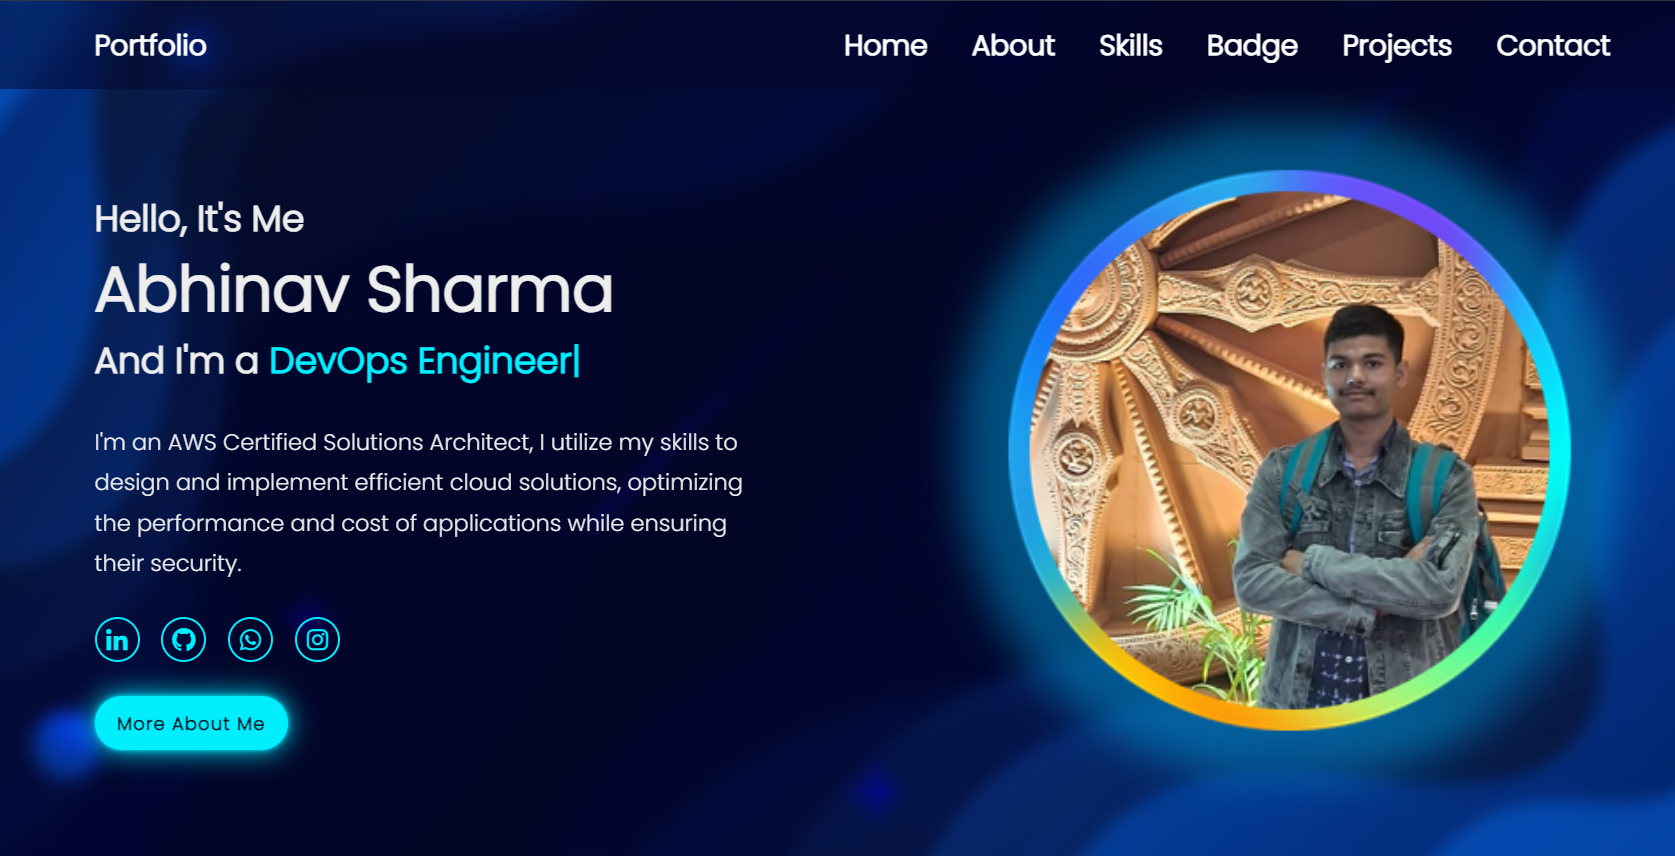 Portfolio
Home About Skills Badge Projects Contact
Hello, It's Me
Abhinav Sharma
And I'm a DevOps Engineer|
I'm an AWS Certified Solutions Architect, I utilize my skills to
design and implement efficient cloud solutions, optimizing
the performance and cost of applications while ensuring
their security.
in
More About Me